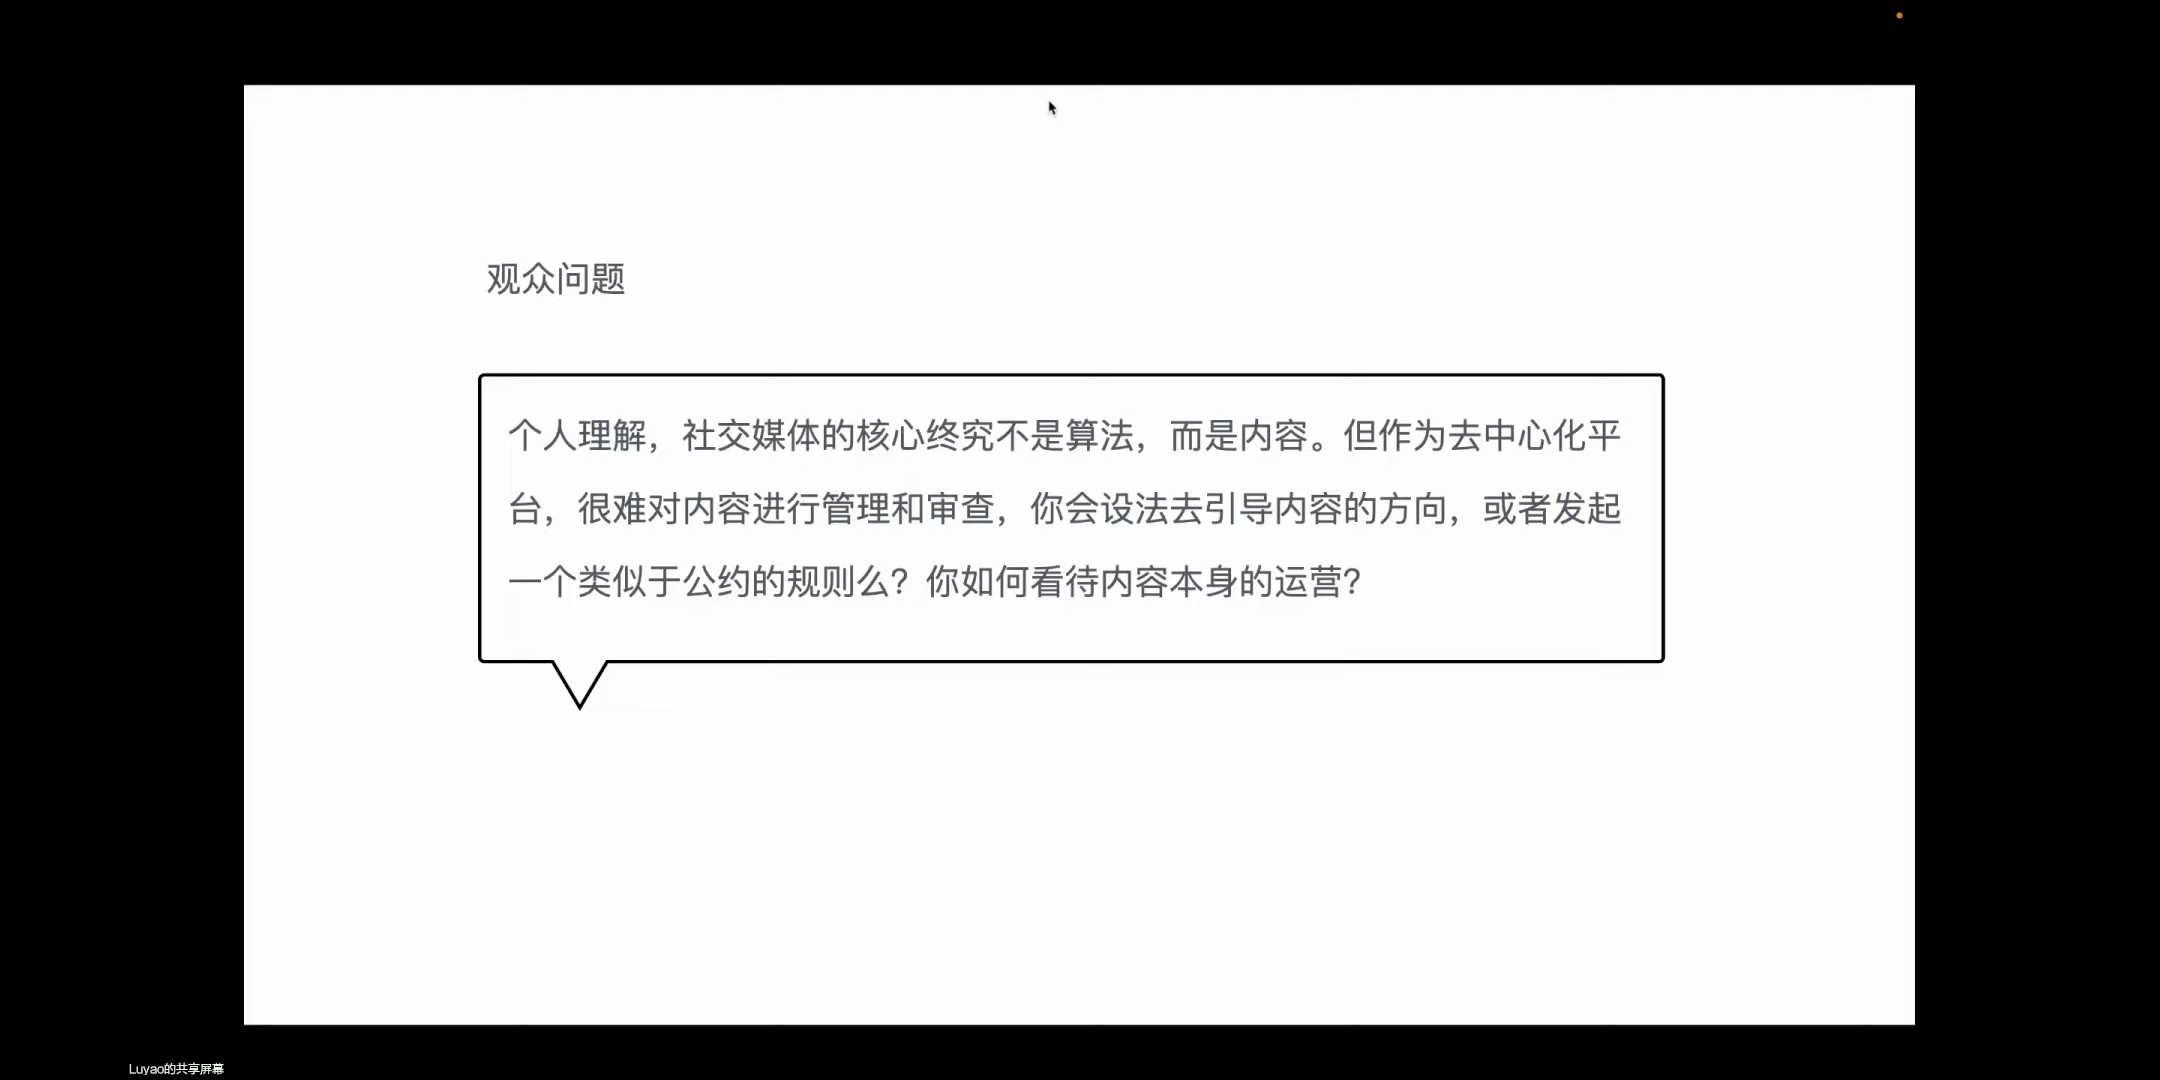 观众问题
个人理解，社交媒体的核心终究不是算法，而是内容。但作为去中心化平
台，很难对内容进行管理和审查，你会设法去引导内容的方向，或者发起
一个类似于公约的规则么？你如何看待内容本身的运营？
Luyao的共享屏幕